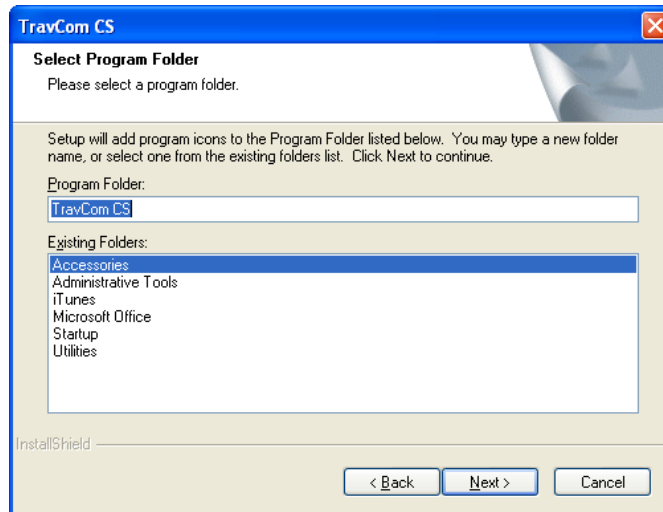 TravCom CS
Select Program Folder
Please select a program folder.
Setup will add program icons to the Program Folder listed below.  You may type a new folder
name, or select one from the existing folders list.  Click Next to continue.
Program Folder:
TravCom CS
Existing Folders:
Accessories
Administrative Tools
iTunes
Microsoft Office
Startup
Utilities
InstallShield
< Back
Next >
Cancel